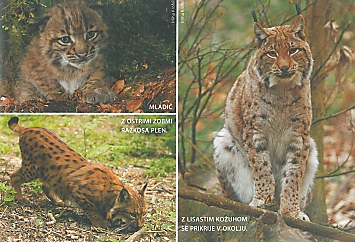 MLADIČ
Z OSTRIMI ZOBMI
RAZKOSA PLEN.
Z LISASTIM KOŽUHOM
SE PRIKRIJE V OKOLJU.